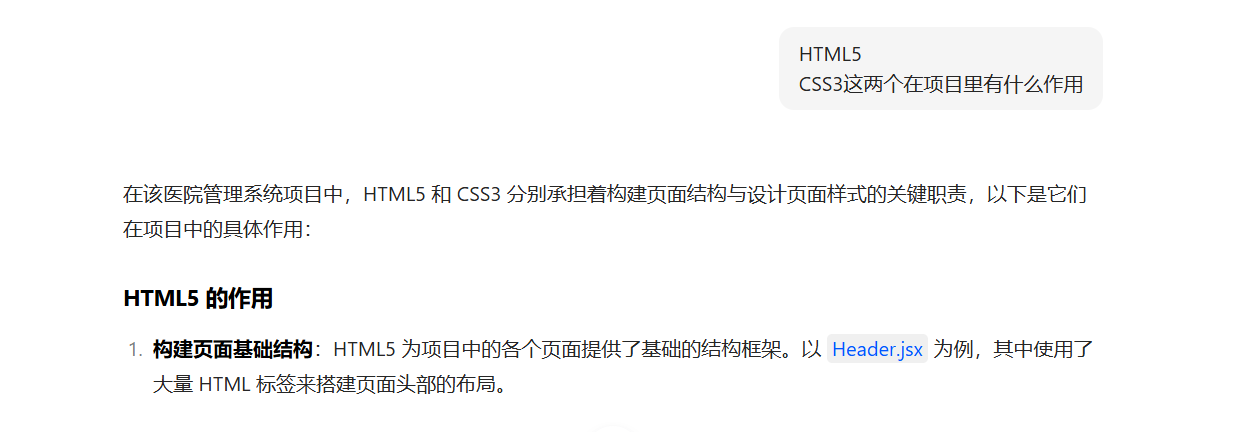 HTML5
CSS3这两个在项目里有什么作用
在该医院管理系统项目中，HTML5 和 CSS3 分别承担着构建页面结构与设计页面样式的关键职责，以下是它们
在项目中的具体作用：
HTML5 的作用
1. 构建页面基础结构：HTML5 为项目中的各个页面提供了基础的结构框架。以 Header.jsx 为例，其中使用了
大量 HTML 标签来搭建页面头部的布局。